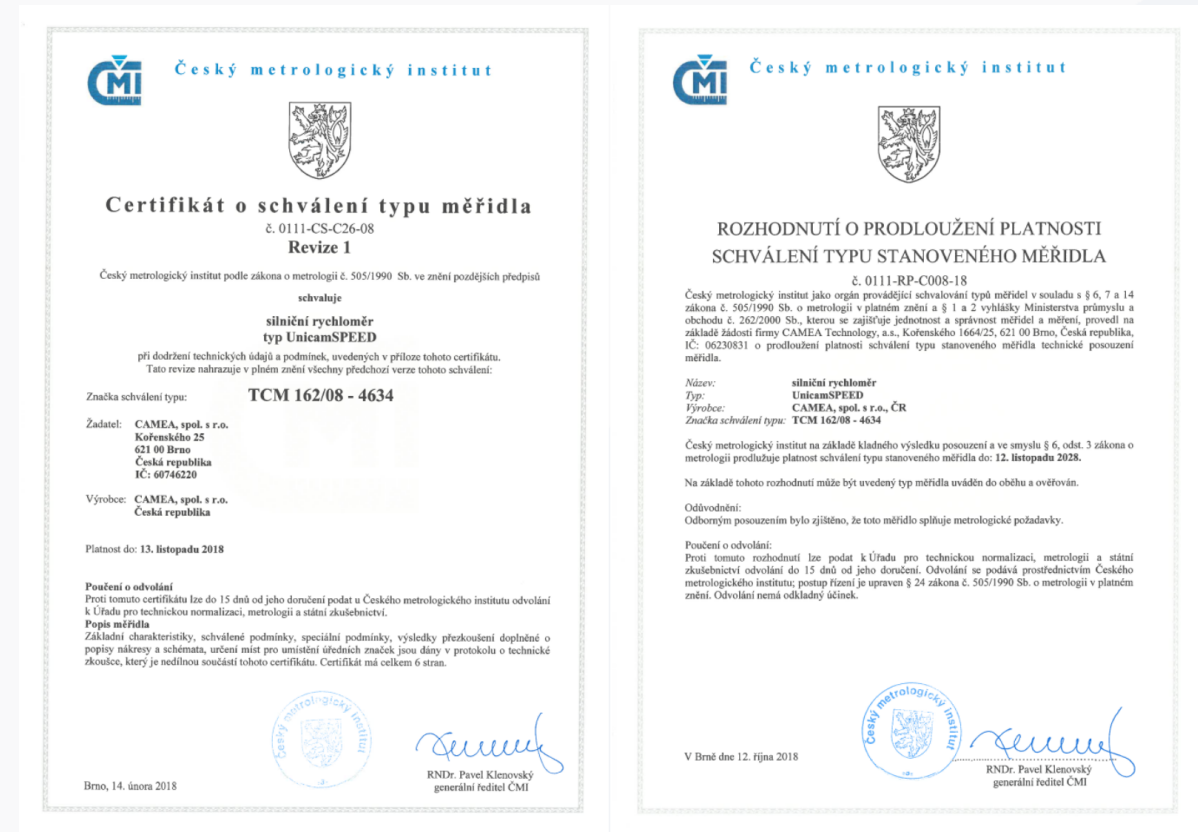 ČMI
Český metrologický institut
Certifikát o schválení typu měřidla
č. 0111-CS-C26-08
Revize 1
Český metrologický institut podle zákona o metrologii č. 505/1990 Sb. ve znění pozdějších předpisů
schvaluje
silniční rychloměr
typ UnicamSPEED
při dodržení technických údajů a podmínek, uvedených v příloze tohoto certifikátu.
Tato revize nahrazuje v plném znění všechny předchozí verze tohoto schválení:
Značka schválení typu: TCM 162/08 - 4634
Žadatel: CAMEA, spol. s r.o.
Kořenského 25
621 00 Brno
Česká republika
IČ: 60746220
Výrobce: CAMEA, spol. s r.o.
Česká republika
Platnost do: 13. listopadu 2018
Poučení o odvolání
Proti tomuto certifikátu lze do 15 dnů od jeho doručení podat u Českého metrologického institutu odvolání
k Úřadu pro technickou normalizaci, metrologii a státní zkušebnictví.
Popis měřidla
Základní charakteristiky, schválené podmínky, speciální podmínky, výsledky přezkoušení doplněné o
popisy nákresy a schémata, určení míst pro umístění úředních značek jsou dány v protokolu o technické
zkoušce, který je nedílnou součástí tohoto certifikátu. Certifikát má celkem 6 stran.
Český metrologický institut
Brno, 14. února 2018
RNDr. Pavel Klenovský
generální ředitel ČMI
ČMI
Český metrologický institut
ROZHODNUTÍ O PRODLOUŽENÍ PLATNOSTI
SCHVÁLENÍ TYPU STANOVENÉHO MĚŘIDLA
č. 0111-RP-C008-18
Český metrologický institut jako orgán provádějící schvalování typů měřidel v souladu s § 6, 7 a 14
zákona č. 505/1990 Sb. o metrologii v platném znění a § 1 a 2 vyhlášky Ministerstva průmyslu a
obchodu č. 262/2000 Sb., kterou se zajišťuje jednotnost a správnost měřidel a měření, provedl na
základě žádosti firmy CAMEA Technology, a.s., Kořenského 1664/25, 621 00 Brno, Česká republika,
IČ: 06230831 o prodloužení platnosti schválení typu stanoveného měřidla technické posouzení
měřidla.
Název: silniční rychloměr
Typ: UnicamSPEED
Výrobce: CAMEA, spol. s r.o., ČR
Značka schválení typu: TCM 162/08 - 4634
Český metrologický institut na základě kladného výsledku posouzení a ve smyslu § 6, odst. 3 zákona o
metrologii prodlužuje platnost schválení typu stanoveného měřidla do: 12. listopadu 2028.
Na základě tohoto rozhodnutí může být uvedený typ měřidla uváděn do oběhu a ověřován.
Odůvodnění:
Odborným posouzením bylo zjištěno, že toto měřidlo splňuje metrologické požadavky.
Poučení o odvolání:
Proti tomuto rozhodnutí lze podat k Úřadu pro technickou normalizaci, metrologii a státní
zkušebnictví odvolání do 15 dnů od jeho doručení. Odvolání se podává prostřednictvím Českého
metrologického institutu; postup řízení je upraven § 24 zákona č. 505/1990 Sb. o metrologii v platném
znění. Odvolání nemá odkladný účinek.
Český metrologický institut
V Brně dne 12. října 2018
RNDr. Pavel Klenovský
generální ředitel ČMI